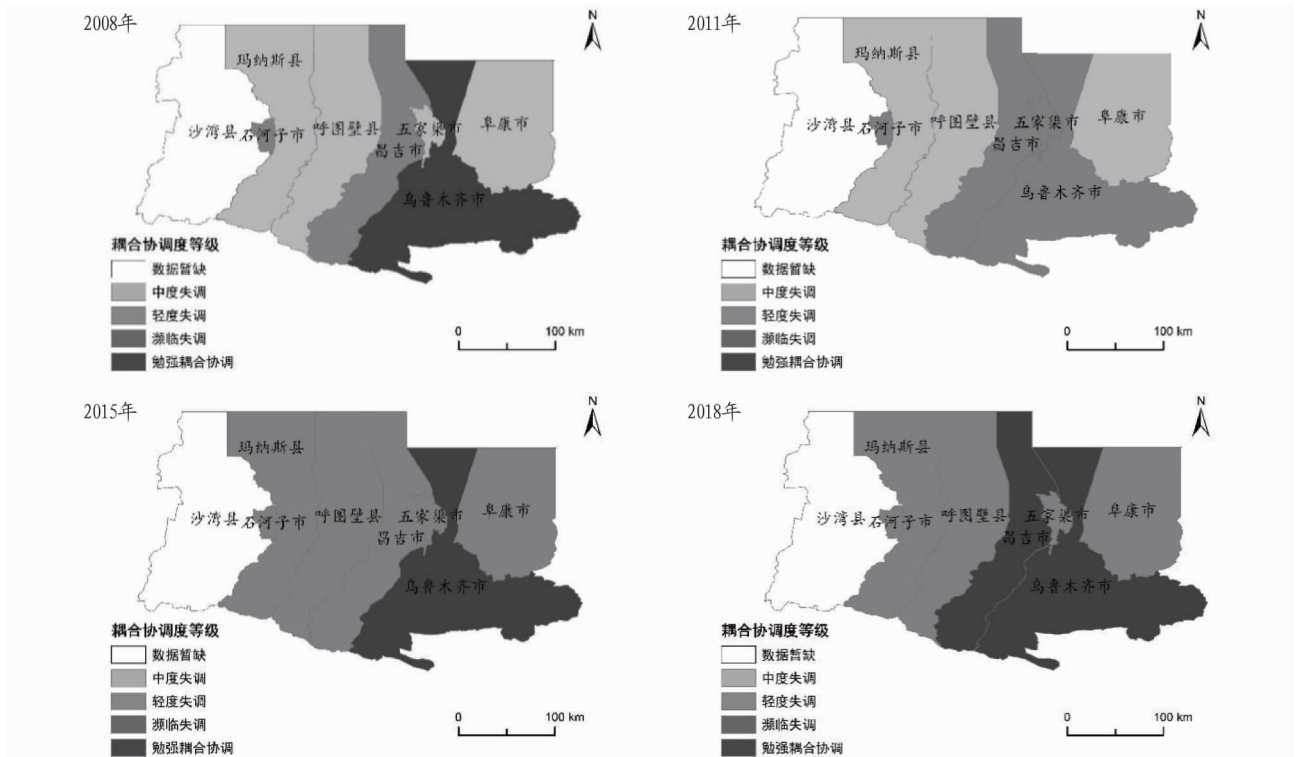 2008年
N
玛纳斯县
沙湾县
石河子市
呼图壁县
五家渠市
昌吉市
阜康市
乌鲁木齐市
耦合协调度等级
数据暂缺
中度失调
轻度失调
濒临失调
勉强耦合协调
0 100 km
2011年
N
玛纳斯县
沙湾县
石河子市
呼图壁县
五家渠市
昌吉市
阜康市
乌鲁木齐市
耦合协调度等级
数据暂缺
中度失调
轻度失调
濒临失调
勉强耦合协调
0 100 km
2015年
N
玛纳斯县
沙湾县
石河子市
呼图壁县
五家渠市
昌吉市
阜康市
乌鲁木齐市
耦合协调度等级
数据暂缺
中度失调
轻度失调
濒临失调
勉强耦合协调
0 100 km
2018年
N
玛纳斯县
沙湾县
石河子市
呼图壁县
五家渠市
昌吉市
阜康市
乌鲁木齐市
耦合协调度等级
数据暂缺
中度失调
轻度失调
濒临失调
勉强耦合协调
0 100 km